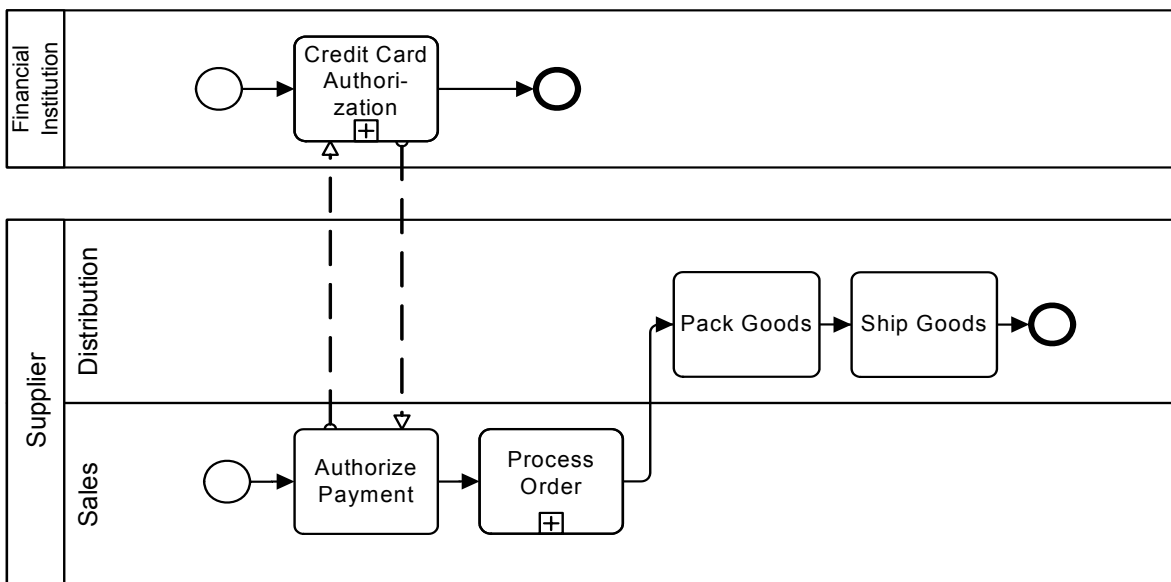 Financial
Institution
Credit Card
Authori-
zation
Supplier
Distribution
Pack Goods
Ship Goods
Sales
Authorize
Payment
Process
Order